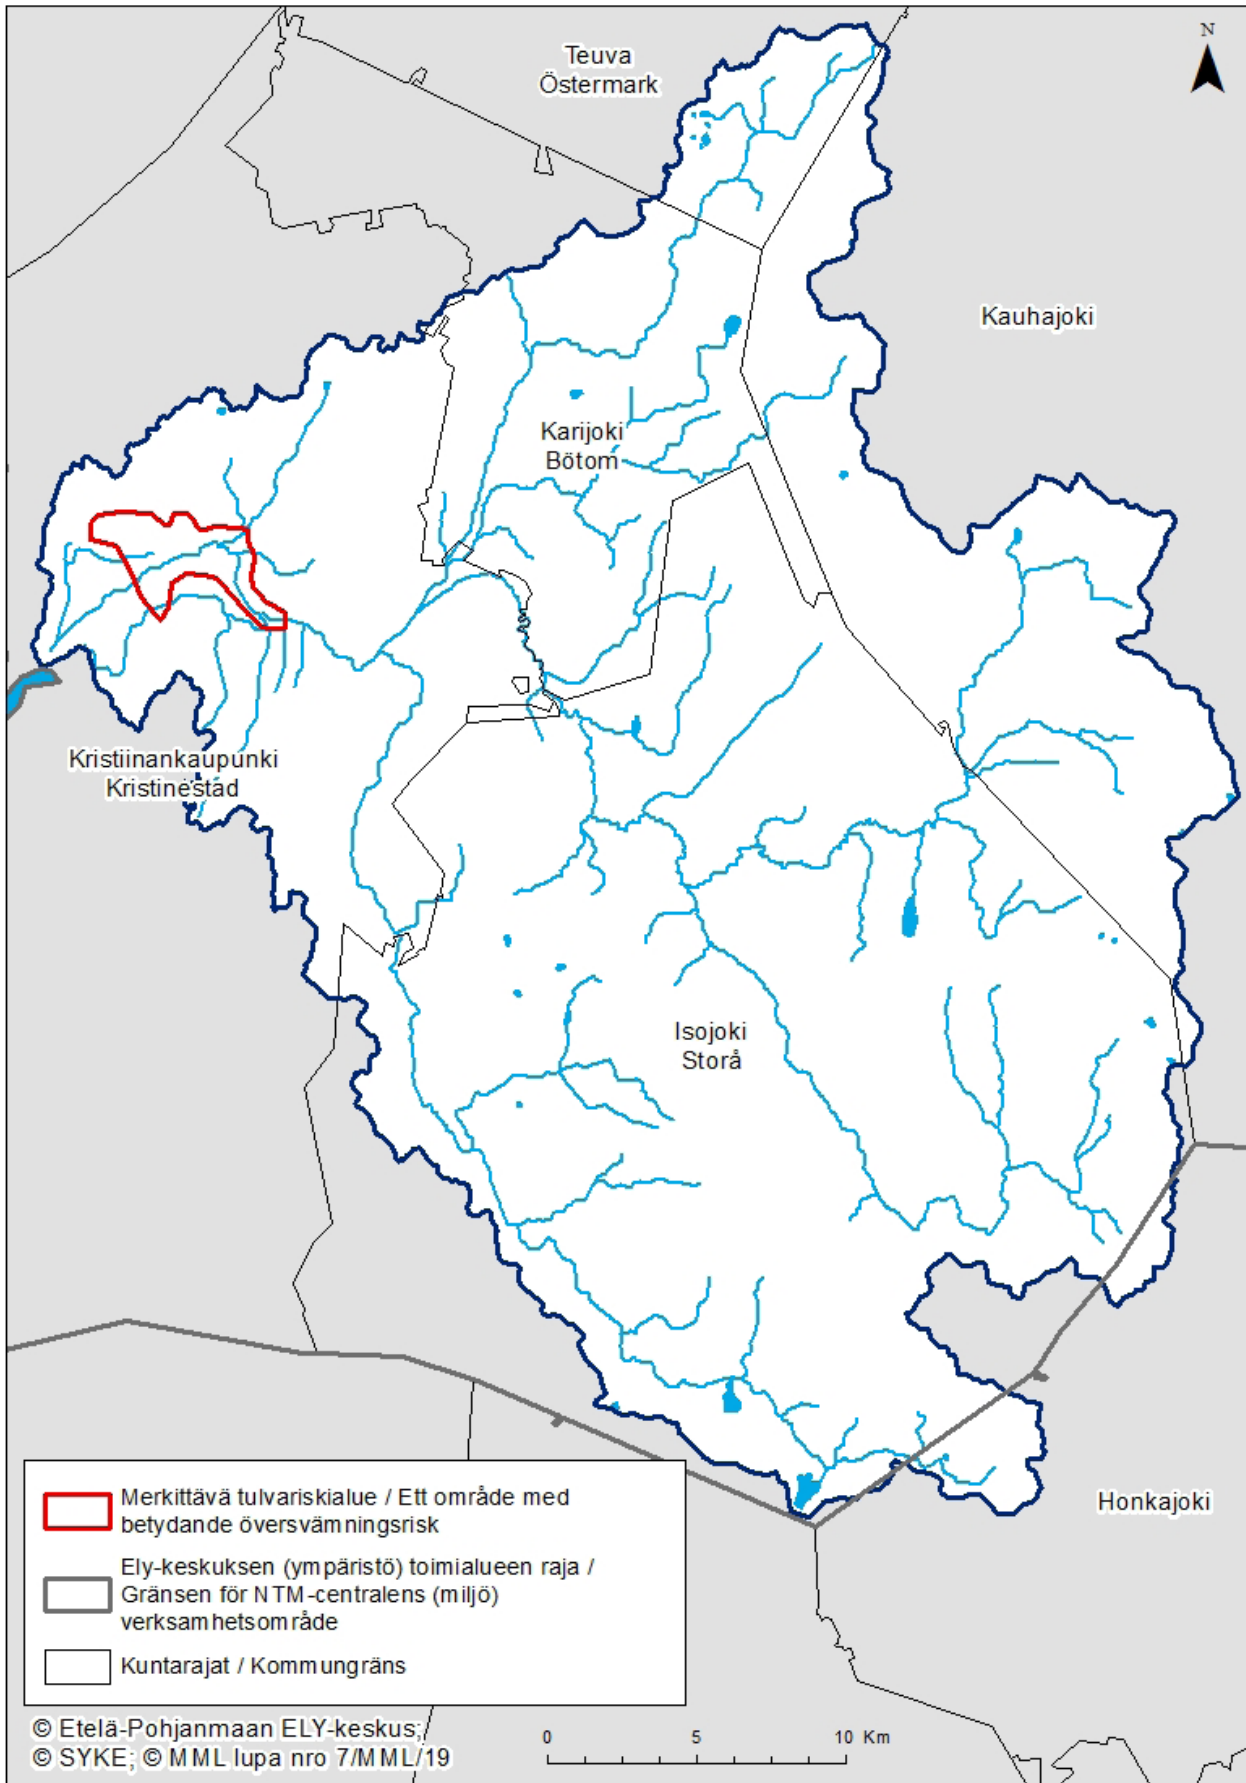 N
Teuva
Östermark
Kauhajoki
Karijoki
Bötom
Kristiinankaupunki
Kristinestad
Isojoki
Storå
Honkajoki
Merkittävä tulvariskialue / Ett område med
betydande översvämningsrisk
Ely-keskuksen (ympäristö) toimialueen raja /
Gränsen för NTM-centralens (miljö)
verksamhetsområde
Kuntarajat / Kommungräns
© Etelä-Pohjanmaan ELY-keskus;
© SYKE; © MML lupa nro 7/MML/19
0 5 10 Km